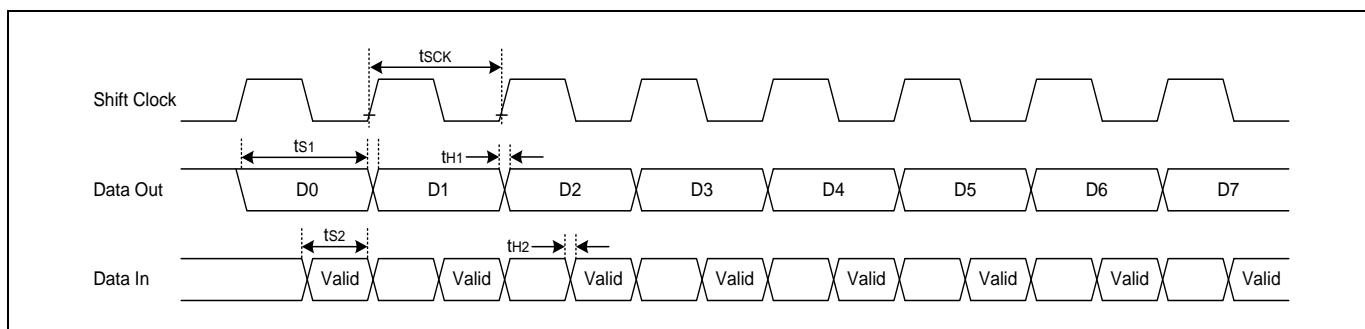 tSCK
Shift Clock
tS1
tH1
Data Out
D0 D1 D2 D3 D4 D5 D6 D7
tS2
tH2
Data In
Valid Valid Valid Valid Valid Valid Valid Valid